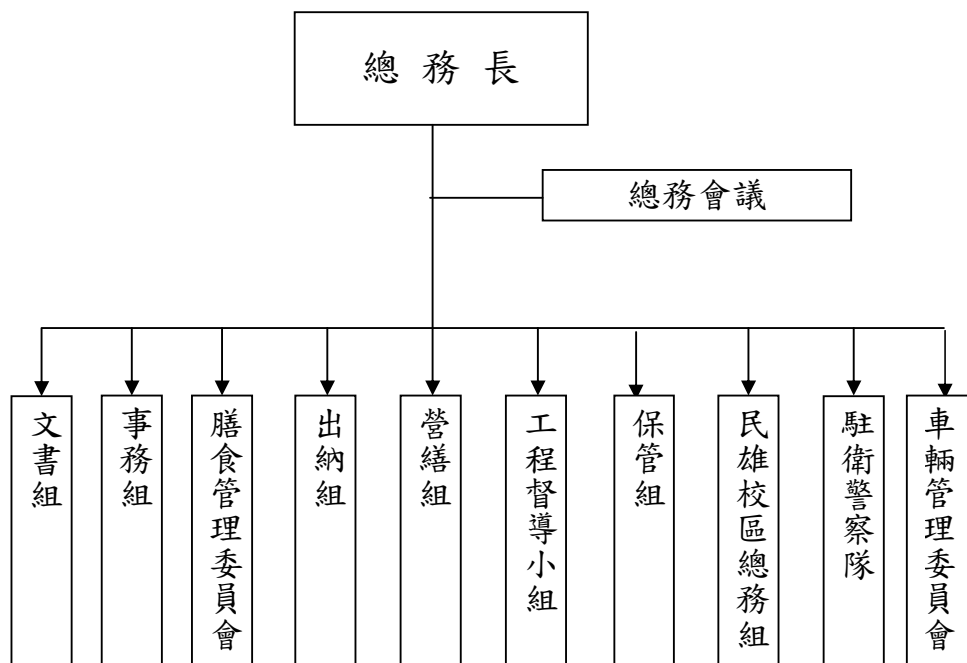 總務長
總務會議
文書組
事務組
膳食管理委員會
出納組
營繕組
工程督導小組
保管組
民雄校區總務組
駐衛警察隊
車輛管理委員會